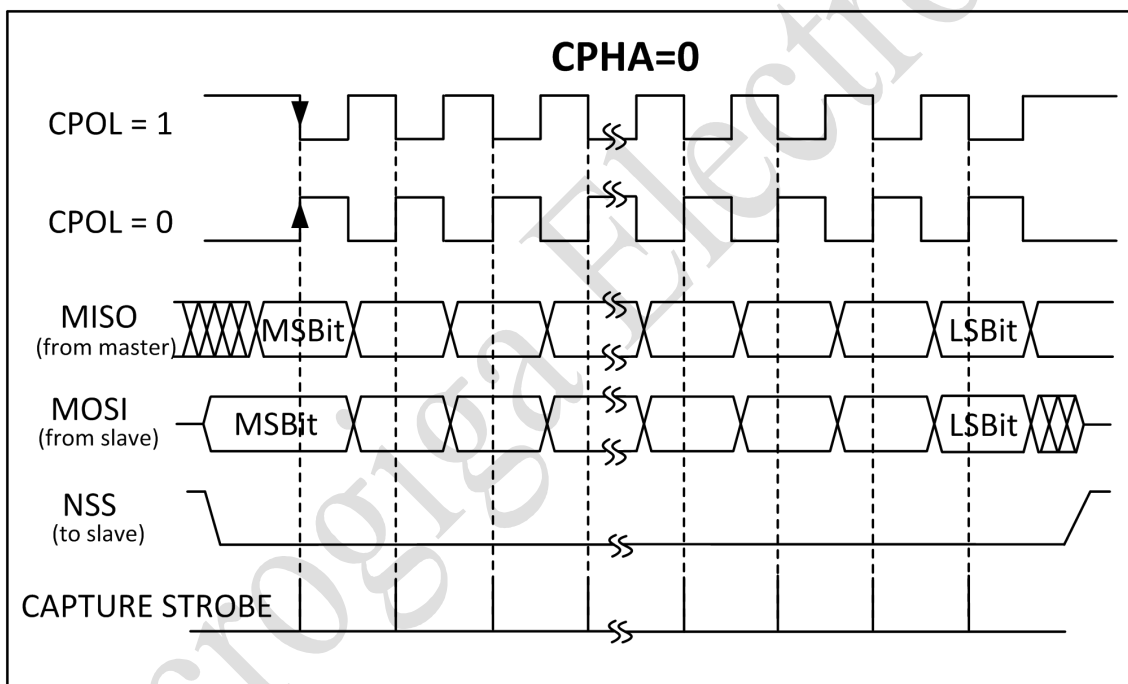 CPHA=0
CPOL = 1
CPOL = 0
MISO
(from master)
MSBit
LSBit
MOSI
(from slave)
MSBit
LSBit
NSS
(to slave)
CAPTURE STROBE